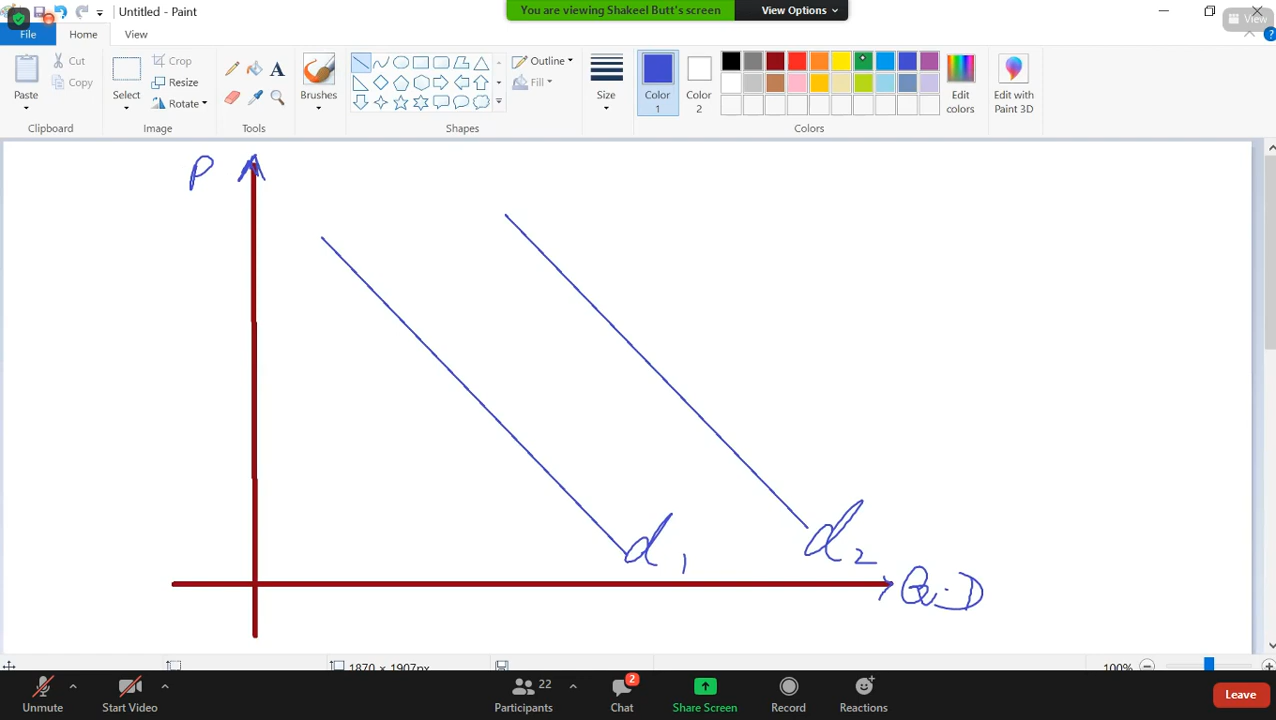 Untitled - Paint
You are viewing Shakeel Butt's screen
View Options
View
File
Home
View
Paste
Cut
Copy
Clipboard
Select
Crop
Resize
Rotate
Image
A
Tools
Brushes
Outline
Fill
Shapes
Size
Color
1
Color
2
Edit
colors
Colors
Edit with
Paint 3D
P
d1
d2
Q.D
1870 × 1907px
100%
Unmute
Start Video
22
Participants
2
Chat
Share Screen
Record
Reactions
Leave